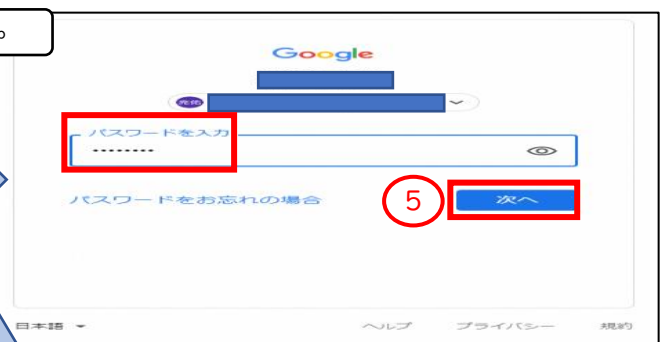 。
Google
パスワードを入力
........
パスワードをお忘れの場合
5 次へ
日本語 ヘルプ プライバシー 規約